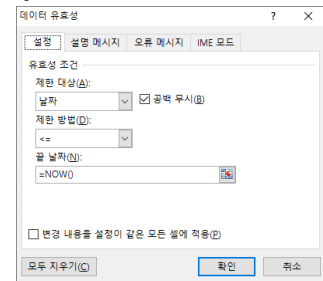 데이터 유효성 ? ×
설정 설명 메시지 오류 메시지 IME 모드
유효성 조건
제한 대상(A):
날짜 공백 무시(B)
제한 방법(D):
<=
끝 날짜(N):
=NOW()
변경 내용을 설정이 같은 모든 셀에 적용(P)
모두 지우기(C) 확인 취소